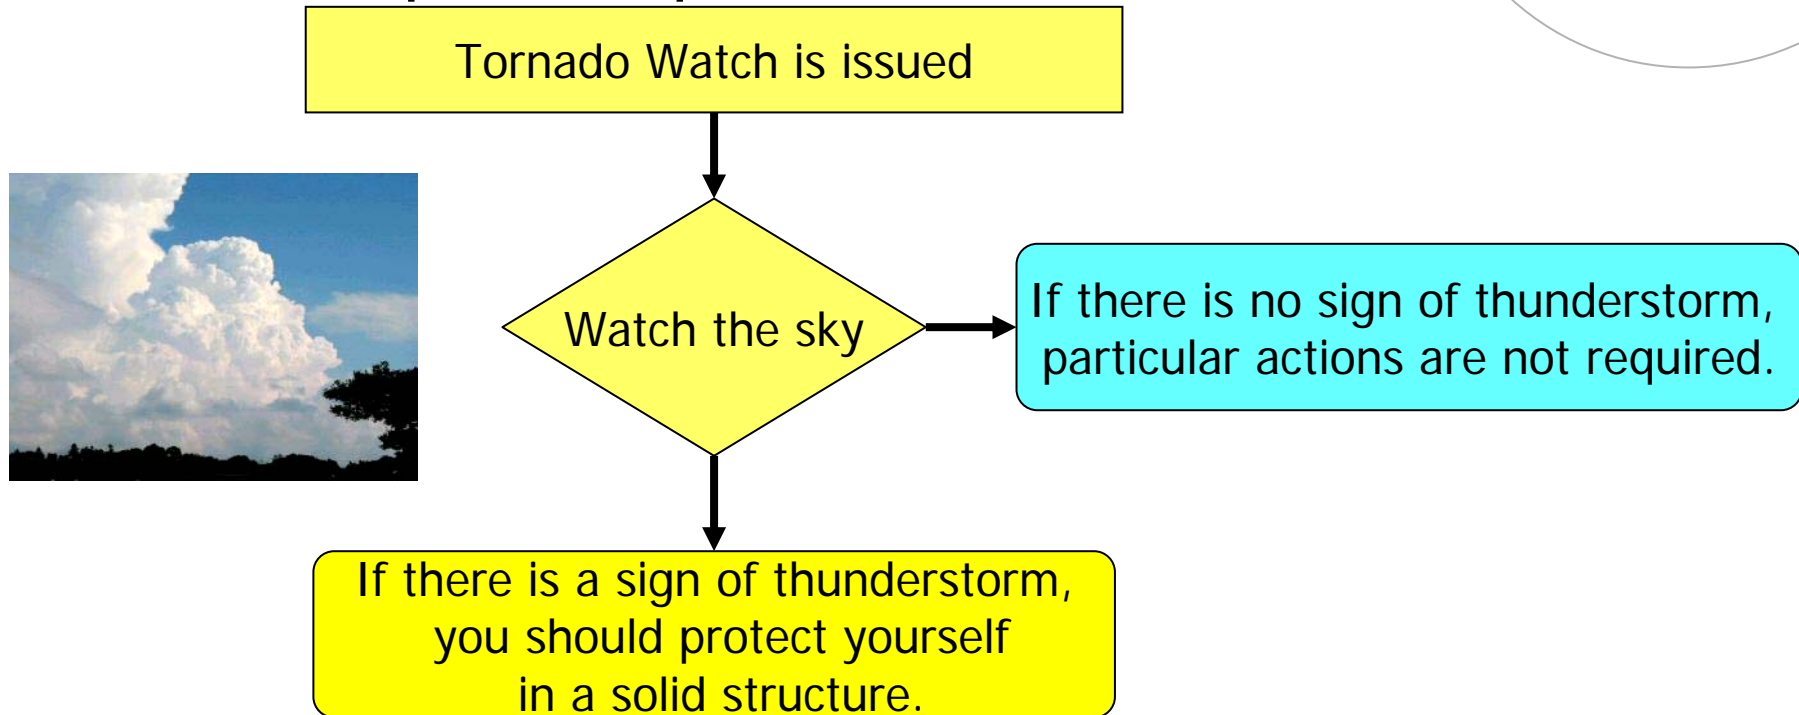 Tornado Watch is issued
Watch the sky
If there is no sign of thunderstorm,
particular actions are not required.
If there is a sign of thunderstorm,
you should protect yourself
in a solid structure.